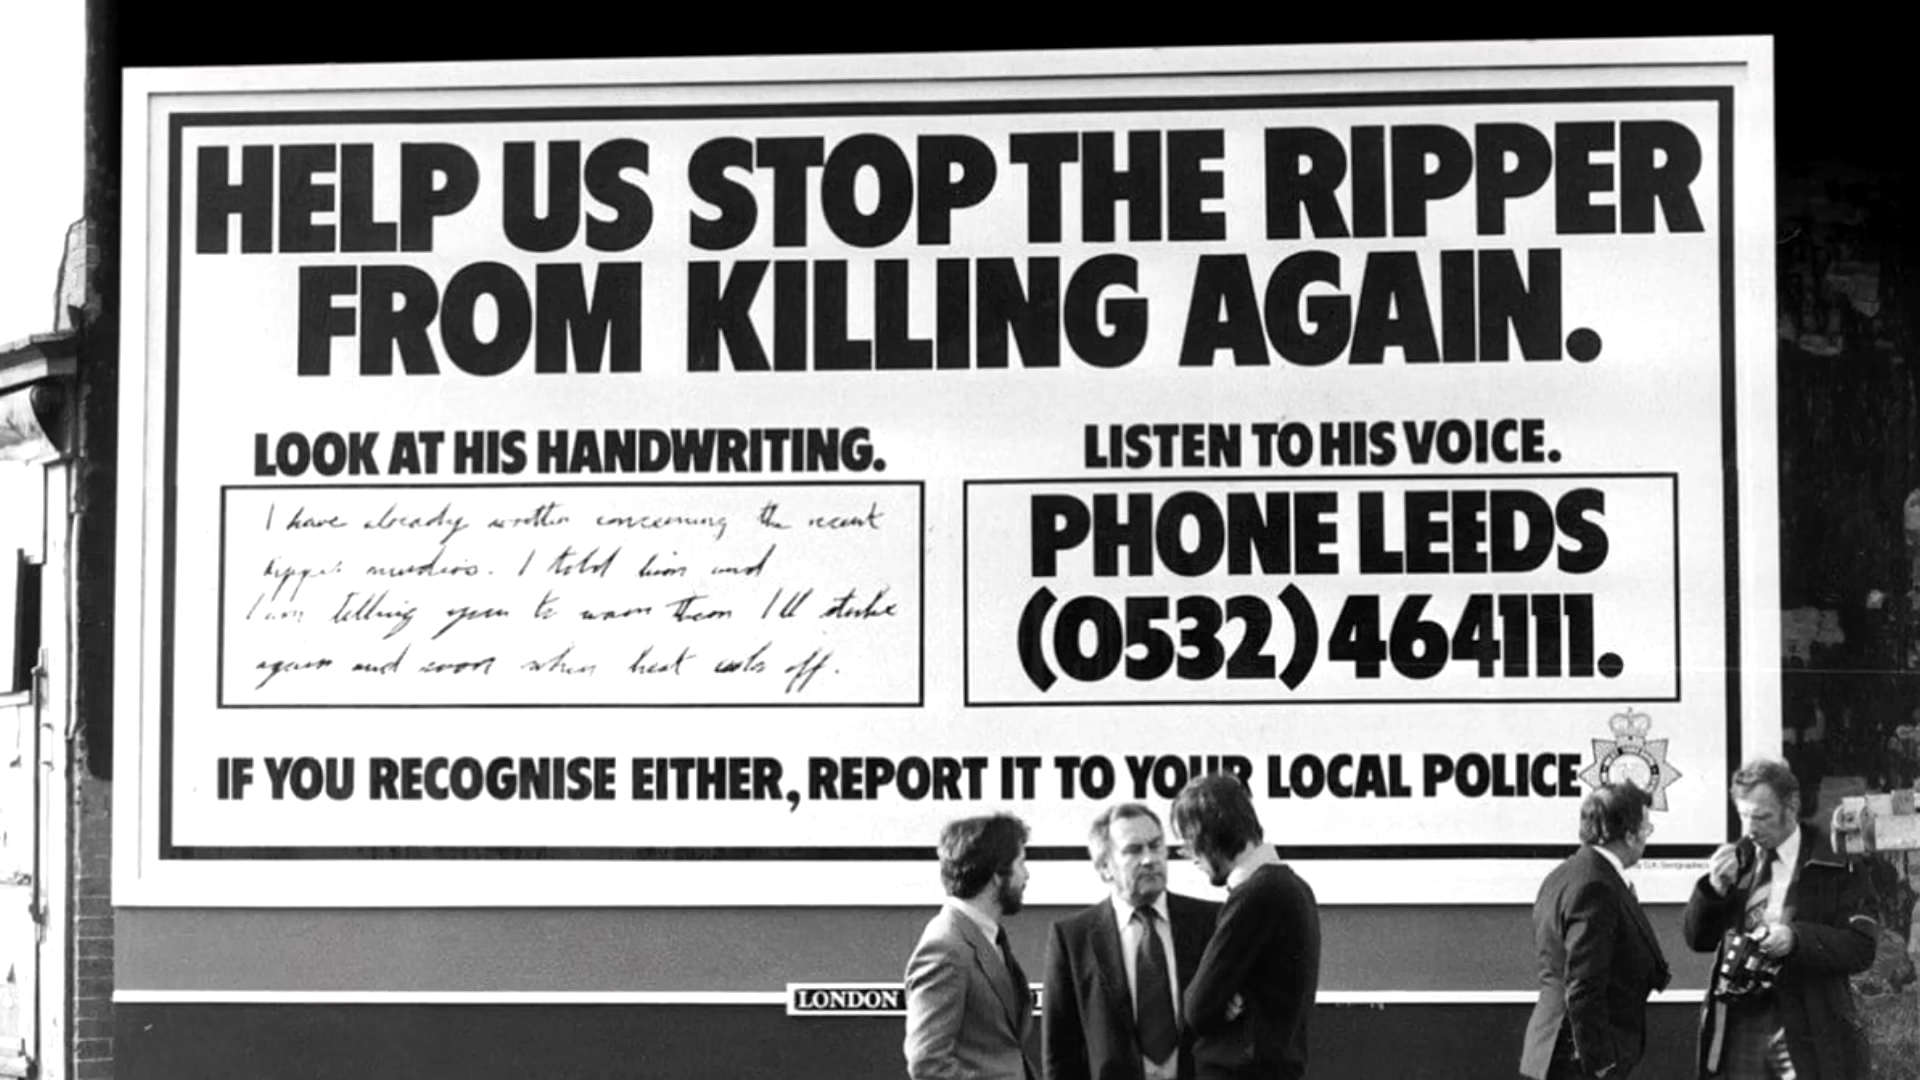 HELP US STOP THE RIPPER
FROM KILLING AGAIN.
LOOK AT HIS HANDWRITING.
I have already written concerning the recent
ripper murders. I told him and
I am telling you to warn them I'll strike
again and soon when heat cools off.
LISTEN TO HIS VOICE.
PHONE LEEDS
(0532) 464111.
IF YOU RECOGNISE EITHER, REPORT IT TO YOUR LOCAL POLICE
LONDON